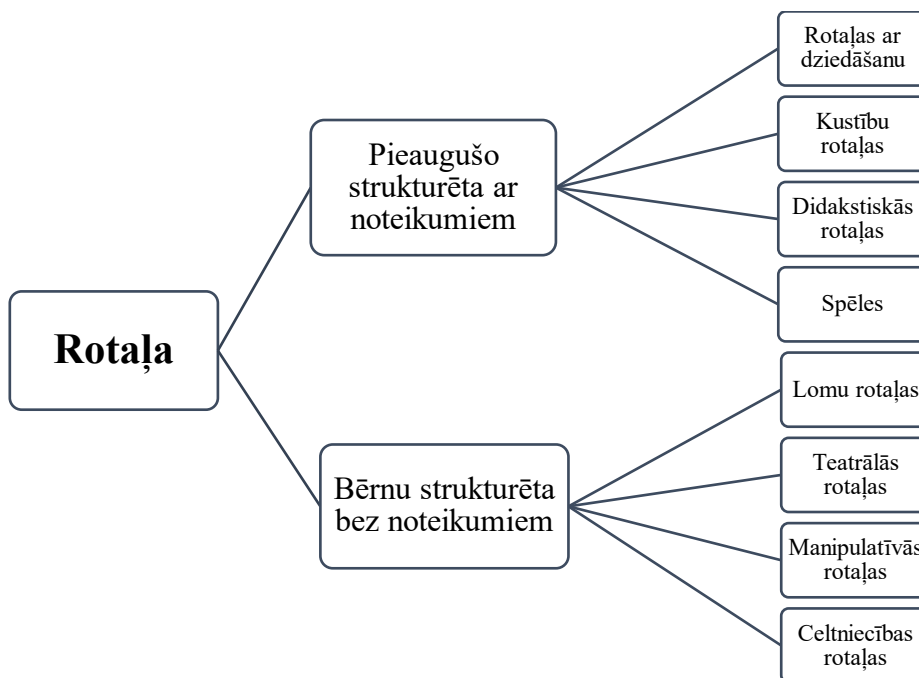 Rotaļa
Pieaugušo
strukturēta ar
noteikumiem
Rotaļas ar
dziedāšanu
Kustību
rotaļas
Didakstiskās
rotaļas
Spēles
Bērnu strukturēta
bez noteikumiem
Lomu rotaļas
Teatrālās
rotaļas
Manipulatīvās
rotaļas
Celtniecības
rotaļas